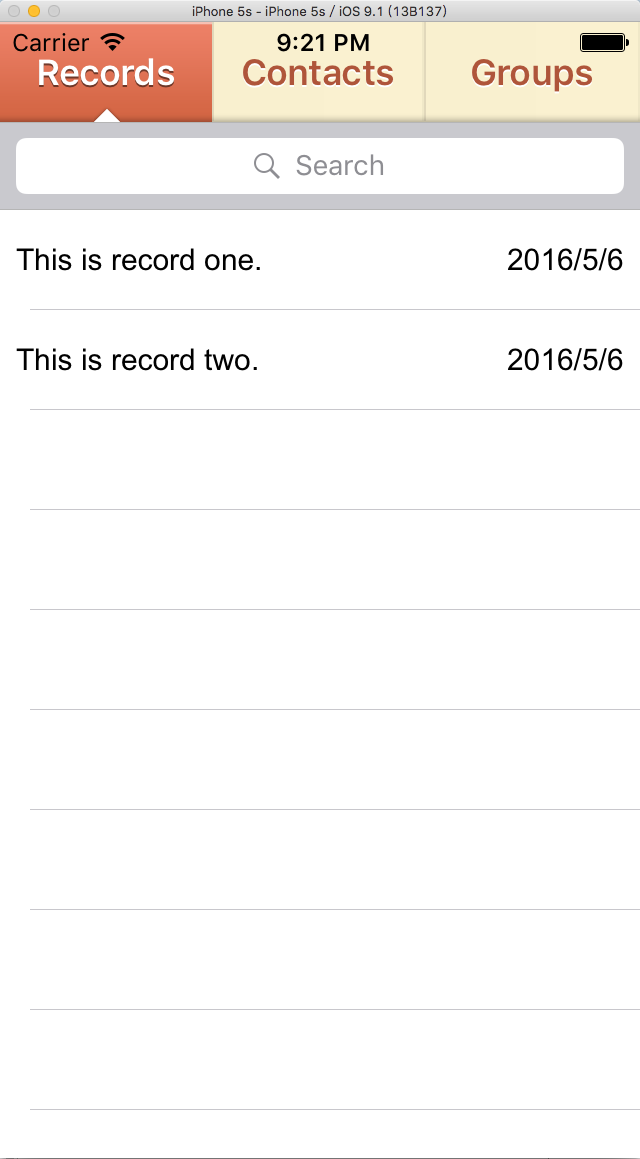 iPhone 5s - iPhone 5s / iOS 9.1 (13B137)
Carrier 9:21 PM
Records Contacts Groups
Search
This is record one. 2016/5/6
This is record two. 2016/5/6